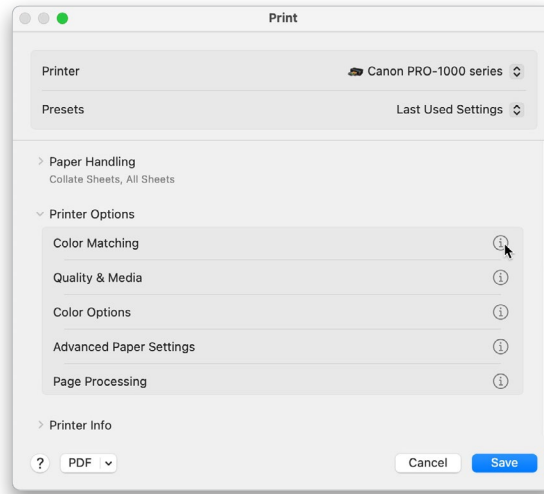 Print
Printer Canon PRO-1000 series
Presets Last Used Settings
Paper Handling
Collate Sheets, All Sheets
Printer Options
Color Matching
Quality & Media
Color Options
Advanced Paper Settings
Page Processing
Printer Info
? PDF Cancel Save